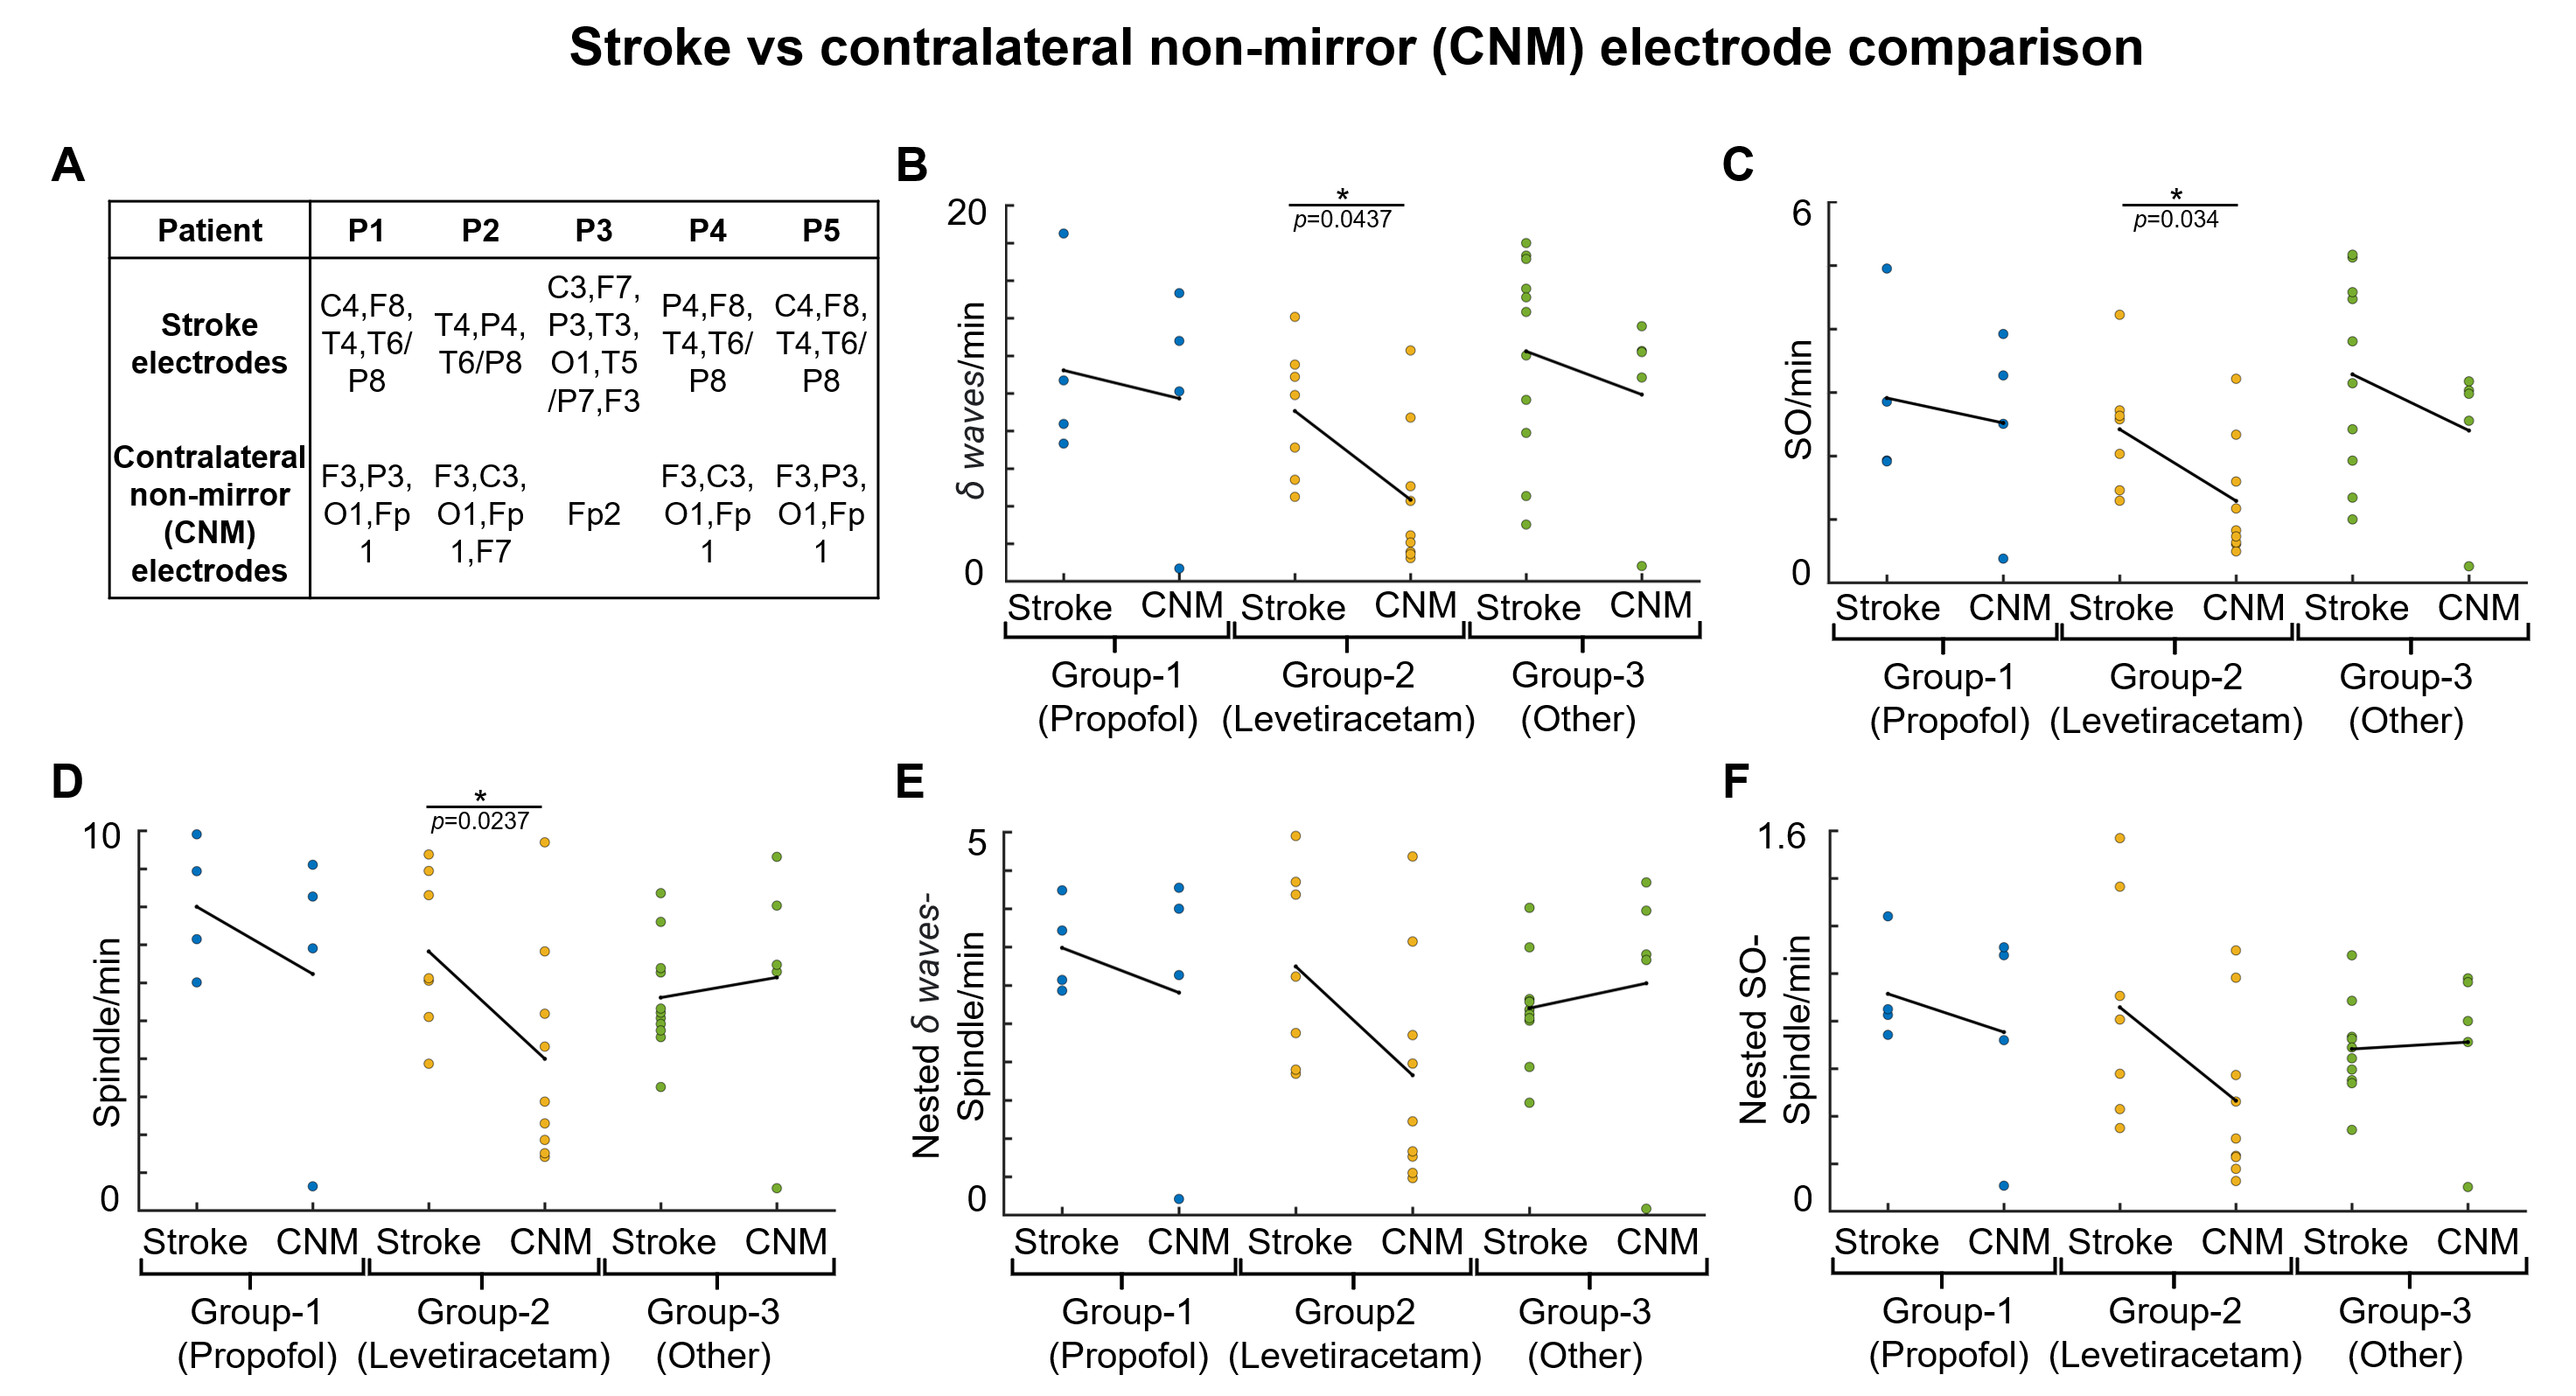 Stroke vs contralateral non-mirror (CNM) electrode comparison
A
Patient P1 P2 P3 P4 P5
Stroke
electrodes
C4,F8,
T4,T6/
P8
T4,P4,
T6/P8
C3,F7,
P3,T3,
O1,T5
/P7,F3
P4,F8,
T4,T6/
P8
C4,F8,
T4,T6/
P8
Contralateral
non-mirror
(CNM)
electrodes
F3,P3,
O1,Fp
1
F3,C3,
O1,Fp
1,F7
Fp2
F3,C3,
O1,Fp
1
F3,P3,
O1,Fp
1
B
δ waves/min
20
0
*
p=0.0437
Stroke CNM Stroke CNM Stroke CNM
Group-1 Group-2 Group-3
(Propofol) (Levetiracetam) (Other)
C
SO/min
6
0
*
p=0.034
Stroke CNM Stroke CNM Stroke CNM
Group-1 Group-2 Group-3
(Propofol) (Levetiracetam) (Other)
D
Spindle/min
10
0
*
p=0.0237
Stroke CNM Stroke CNM Stroke CNM
Group-1 Group-2 Group-3
(Propofol) (Levetiracetam) (Other)
E
Nested δ waves-
Spindle/min
5
0
Stroke CNM Stroke CNM Stroke CNM
Group-1 Group2 Group-3
(Propofol) (Levetiracetam) (Other)
F
Nested SO-
Spindle/min
1.6
0
Stroke CNM Stroke CNM Stroke CNM
Group-1 Group-2 Group-3
(Propofol) (Levetiracetam) (Other)